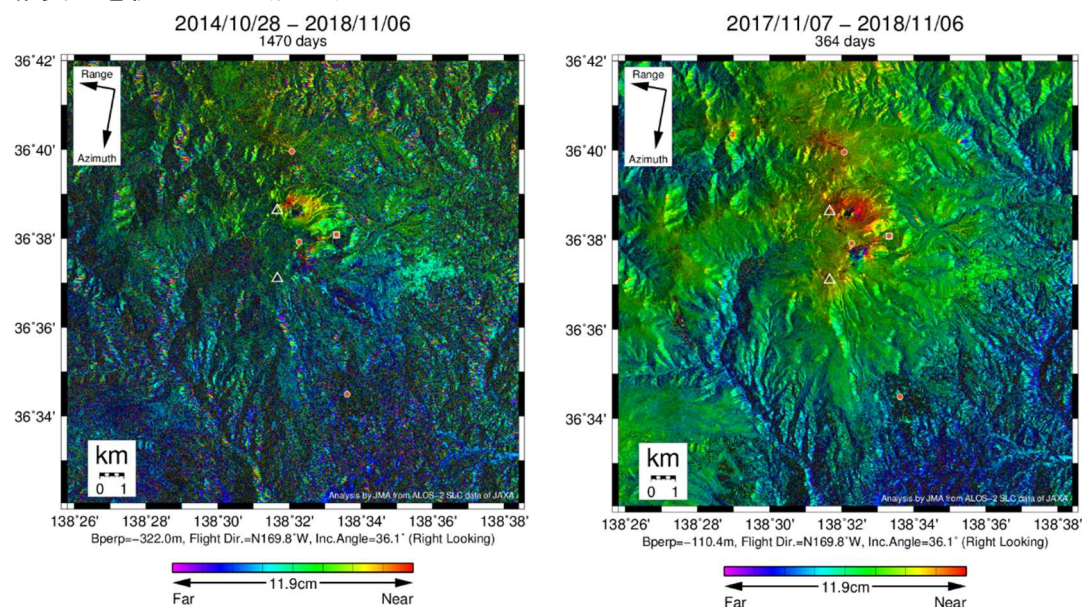 2014/10/28 − 2018/11/06
1470 days
36˚42'
36˚40'
36˚38'
36˚36'
36˚34'
Range
Azimuth
km
0 1
Analysis by JMA from ALOS−2 SLC data of JAXA
138˚26' 138˚28' 138˚30' 138˚32' 138˚34' 138˚36' 138˚38'
Bperp=−322.0m, Flight Dir.=N169.8˚W, Inc.Angle=36.1˚ (Right Looking)
11.9cm
Far Near
2017/11/07 − 2018/11/06
364 days
36˚42'
36˚40'
36˚38'
36˚36'
36˚34'
Range
Azimuth
km
0 1
Analysis by JMA from ALOS−2 SLC data of JAXA
138˚26' 138˚28' 138˚30' 138˚32' 138˚34' 138˚36' 138˚38'
Bperp=−110.4m, Flight Dir.=N169.8˚W, Inc.Angle=36.1˚ (Right Looking)
11.9cm
Far Near